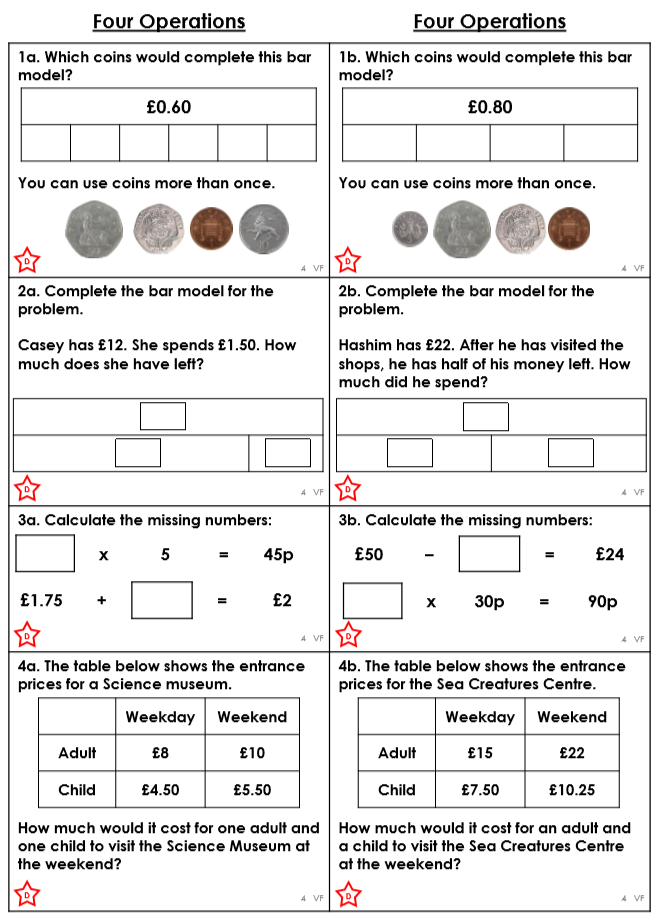 Four Operations
Four Operations
1a. Which coins would complete this bar
model?
£0.60
You can use coins more than once.
D
4 VF
1b. Which coins would complete this bar
model?
£0.80
You can use coins more than once.
D
4 VF
2a. Complete the bar model for the
problem.
Casey has £12. She spends £1.50. How
much does she have left?
D
4 VF
2b. Complete the bar model for the
problem.
Hashim has £22. After he has visited the
shops, he has half of his money left. How
much did he spend?
D
4 VF
3a. Calculate the missing numbers:
x 5 = 45p
£1.75 + = £2
D
4 VF
3b. Calculate the missing numbers:
£50 – = £24
x 30p = 90p
D
4 VF
4a. The table below shows the entrance
prices for a Science museum.
Weekday Weekend
Adult £8 £10
Child £4.50 £5.50
How much would it cost for one adult and
one child to visit the Science Museum at
the weekend?
D
4 VF
4b. The table below shows the entrance
prices for the Sea Creatures Centre.
Weekday Weekend
Adult £15 £22
Child £7.50 £10.25
How much would it cost for an adult and
a child to visit the Sea Creatures Centre
at the weekend?
D
4 VF